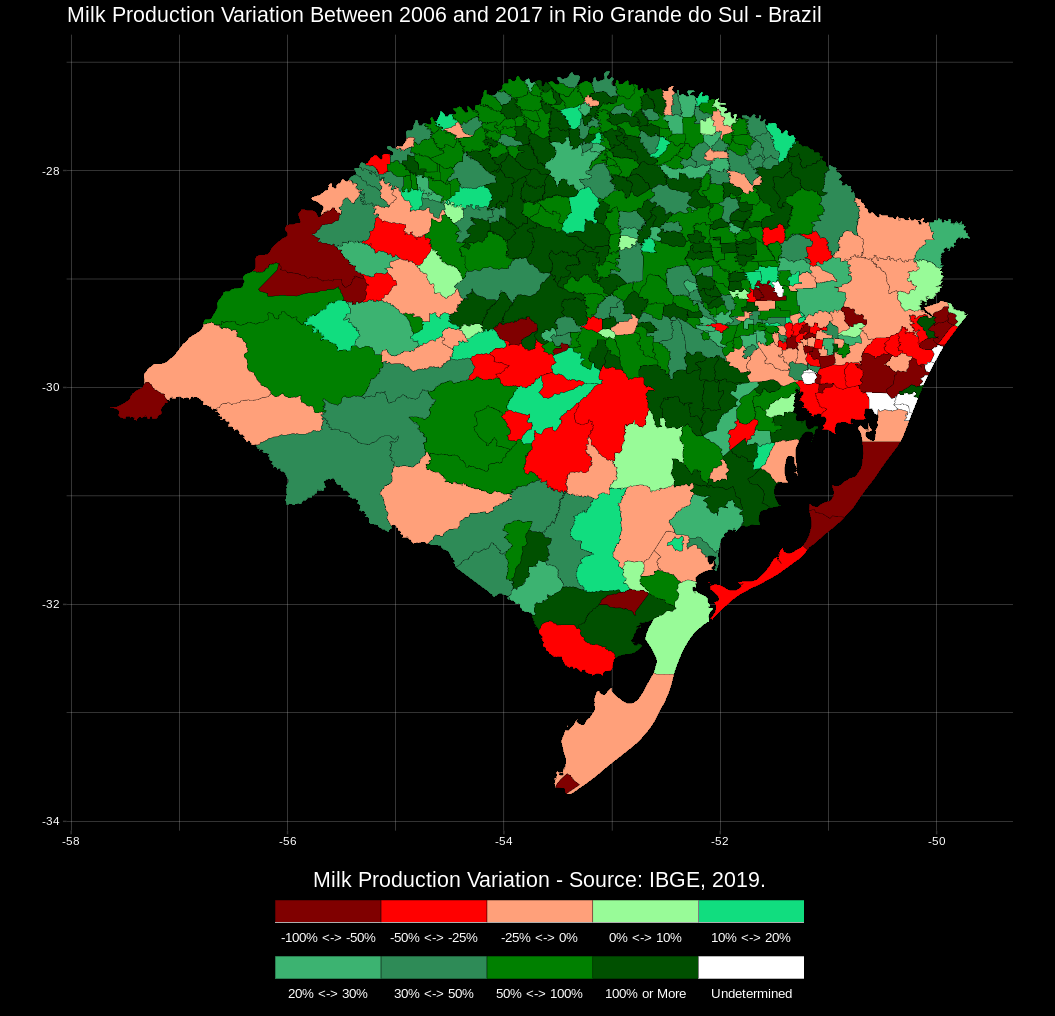 Milk Production Variation Between 2006 and 2017 in Rio Grande do Sul - Brazil
-28
-30
-32
-34
-58 -56 -54 -52 -50
Milk Production Variation - Source: IBGE, 2019.
-100% <-> -50% -50% <-> -25% -25% <-> 0% 0% <-> 10% 10% <-> 20%
20% <-> 30% 30% <-> 50% 50% <-> 100% 100% or More Undetermined